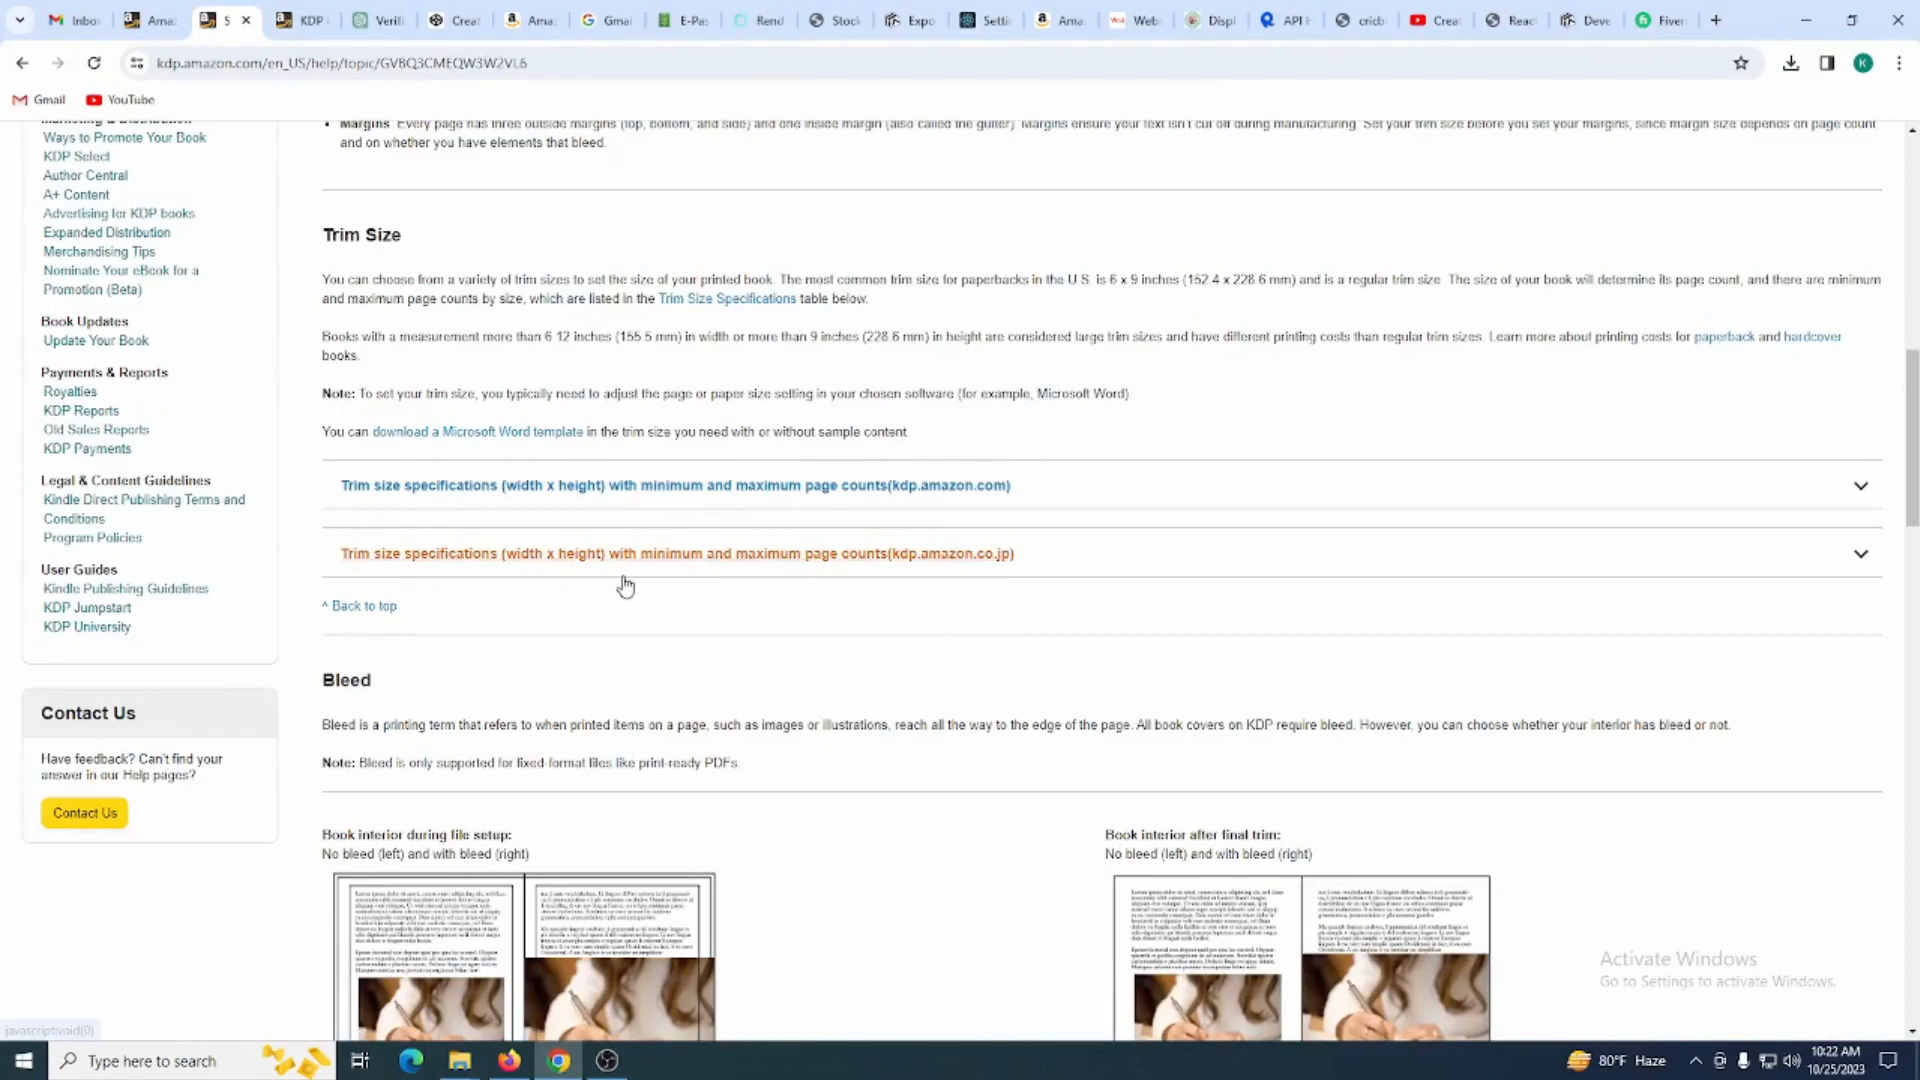 Inbo
Ama
S
KDP
Verifi
Creat
Ama
Gmai
E-Pas
Rend
Stock
Expo
Setti
Ama
Web
Displ
API
cricb
Crea
Reac
Deve
Fiver
kdp.amazon.com/en_US/help/topic/GVBQ3CMEQW3W2VL6
Gmail
YouTube
Marketing & Distribution
Ways to Promote Your Book
KDP Select
Author Central
A+ Content
Advertising for KDP books
Expanded Distribution
Merchandising Tips
Nominate Your eBook for a
Promotion (Beta)
Book Updates
Update Your Book
Payments & Reports
Royalties
KDP Reports
Old Sales Reports
KDP Payments
Legal & Content Guidelines
Kindle Direct Publishing Terms and
Conditions
Program Policies
User Guides
Kindle Publishing Guidelines
KDP Jumpstart
KDP University
Contact Us
Have feedback? Can't find your
answer in our Help pages?
Contact Us
• Margins Every page has three outside margins (top, bottom, and side) and one inside margin (also called the gutter). Margins ensure your text isn't cut off during manufacturing. Set your trim size before you set your margins, since margin size depends on page count
and on whether you have elements that bleed.
Trim Size
You can choose from a variety of trim sizes to set the size of your printed book. The most common trim size for paperbacks in the U.S. is 6 x 9 inches (152.4 x 228.6 mm) and is a regular trim size. The size of your book will determine its page count, and there are minimum
and maximum page counts by size, which are listed in the Trim Size Specifications table below.
Books with a measurement more than 6.12 inches (155.5 mm) in width or more than 9 inches (228.6 mm) in height are considered large trim sizes and have different printing costs than regular trim sizes. Learn more about printing costs for paperback and hardcover
books.
Note: To set your trim size, you typically need to adjust the page or paper size setting in your chosen software (for example, Microsoft Word)
You can download a Microsoft Word template in the trim size you need with or without sample content.
Trim size specifications (width x height) with minimum and maximum page counts(kdp.amazon.com)
Trim size specifications (width x height) with minimum and maximum page counts(kdp.amazon.co.jp)
^ Back to top
Bleed
Bleed is a printing term that refers to when printed items on a page, such as images or illustrations, reach all the way to the edge of the page. All book covers on KDP require bleed. However, you can choose whether your interior has bleed or not.
Note: Bleed is only supported for fixed-format files like print-ready PDFs.
Book interior during file setup:
No bleed (left) and with bleed (right)
Book interior after final trim:
No bleed (left) and with bleed (right)
Activate Windows
Go to Settings to activate Windows.
javascript:void(0)
Type here to search
80°F Haze
10:22 AM
10/25/2023